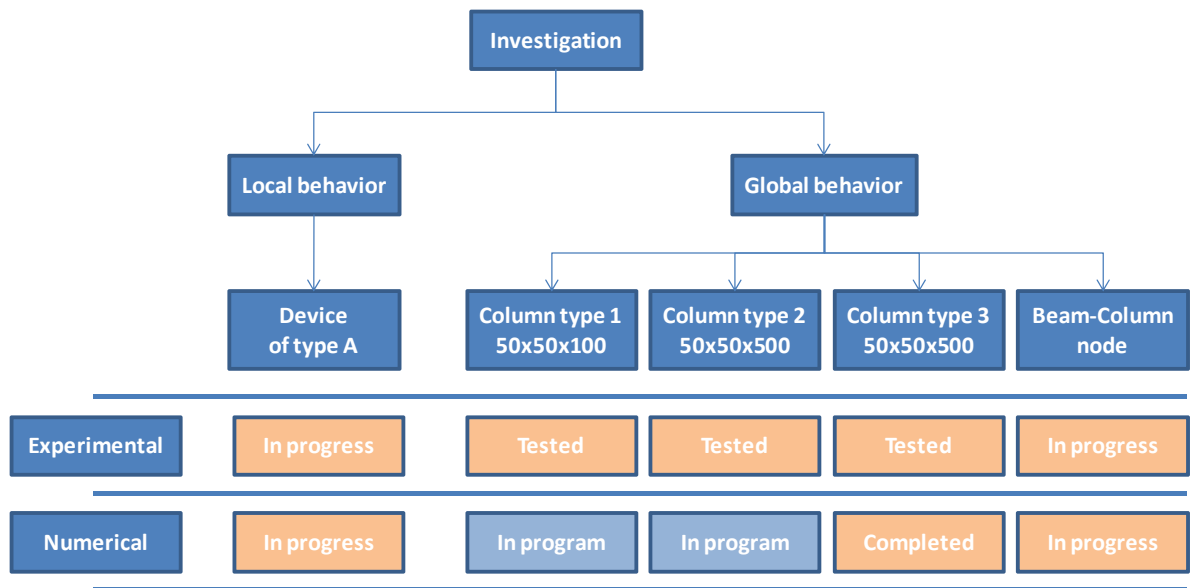 Investigation
Local behavior
Global behavior
Device
of type A
Column type 1
50x50x100
Column type 2
50x50x500
Column type 3
50x50x500
Beam-Column
node
Experimental
In progress
Tested
Tested
Tested
In progress
Numerical
In progress
In program
In program
Completed
In progress